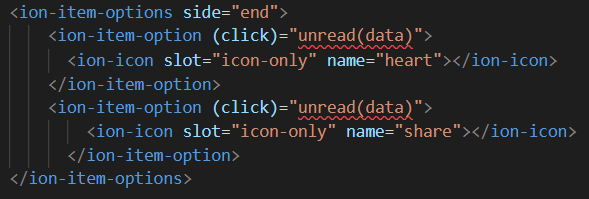 <ion-item-options side="end">
<ion-item-option (click)="unread(data)">
<ion-icon slot="icon-only" name="heart"></ion-icon>
</ion-item-option>
<ion-item-option (click)="unread(data)">
<ion-icon slot="icon-only" name="share"></ion-icon>
</ion-item-option>
</ion-item-options>